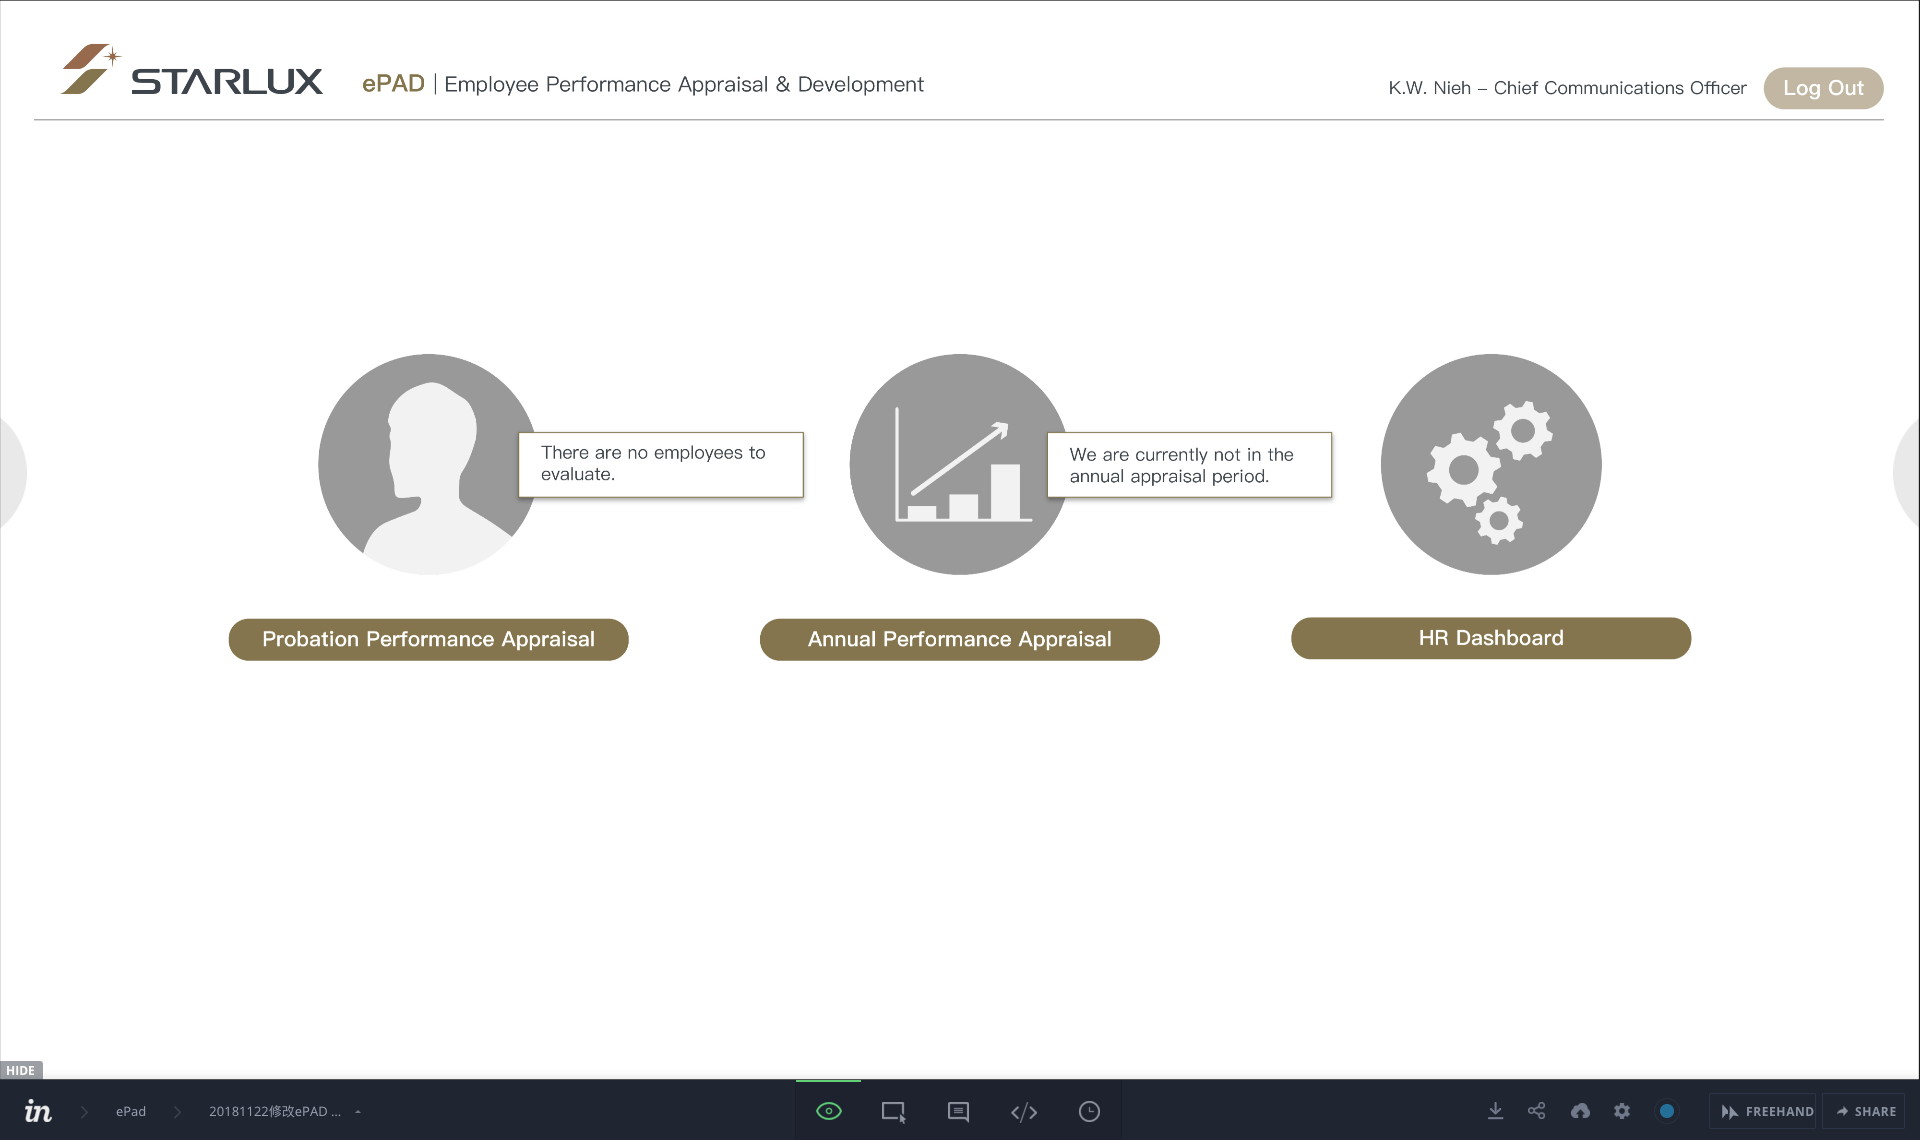 STARLUX
ePAD | Employee Performance Appraisal & Development
K.W. Nieh – Chief Communications Officer
Log Out
There are no employees to
evaluate.
We are currently not in the
annual appraisal period.
Probation Performance Appraisal
Annual Performance Appraisal
HR Dashboard
HIDE
in
ePad
20181122修改ePAD ...
FREEHAND
SHARE